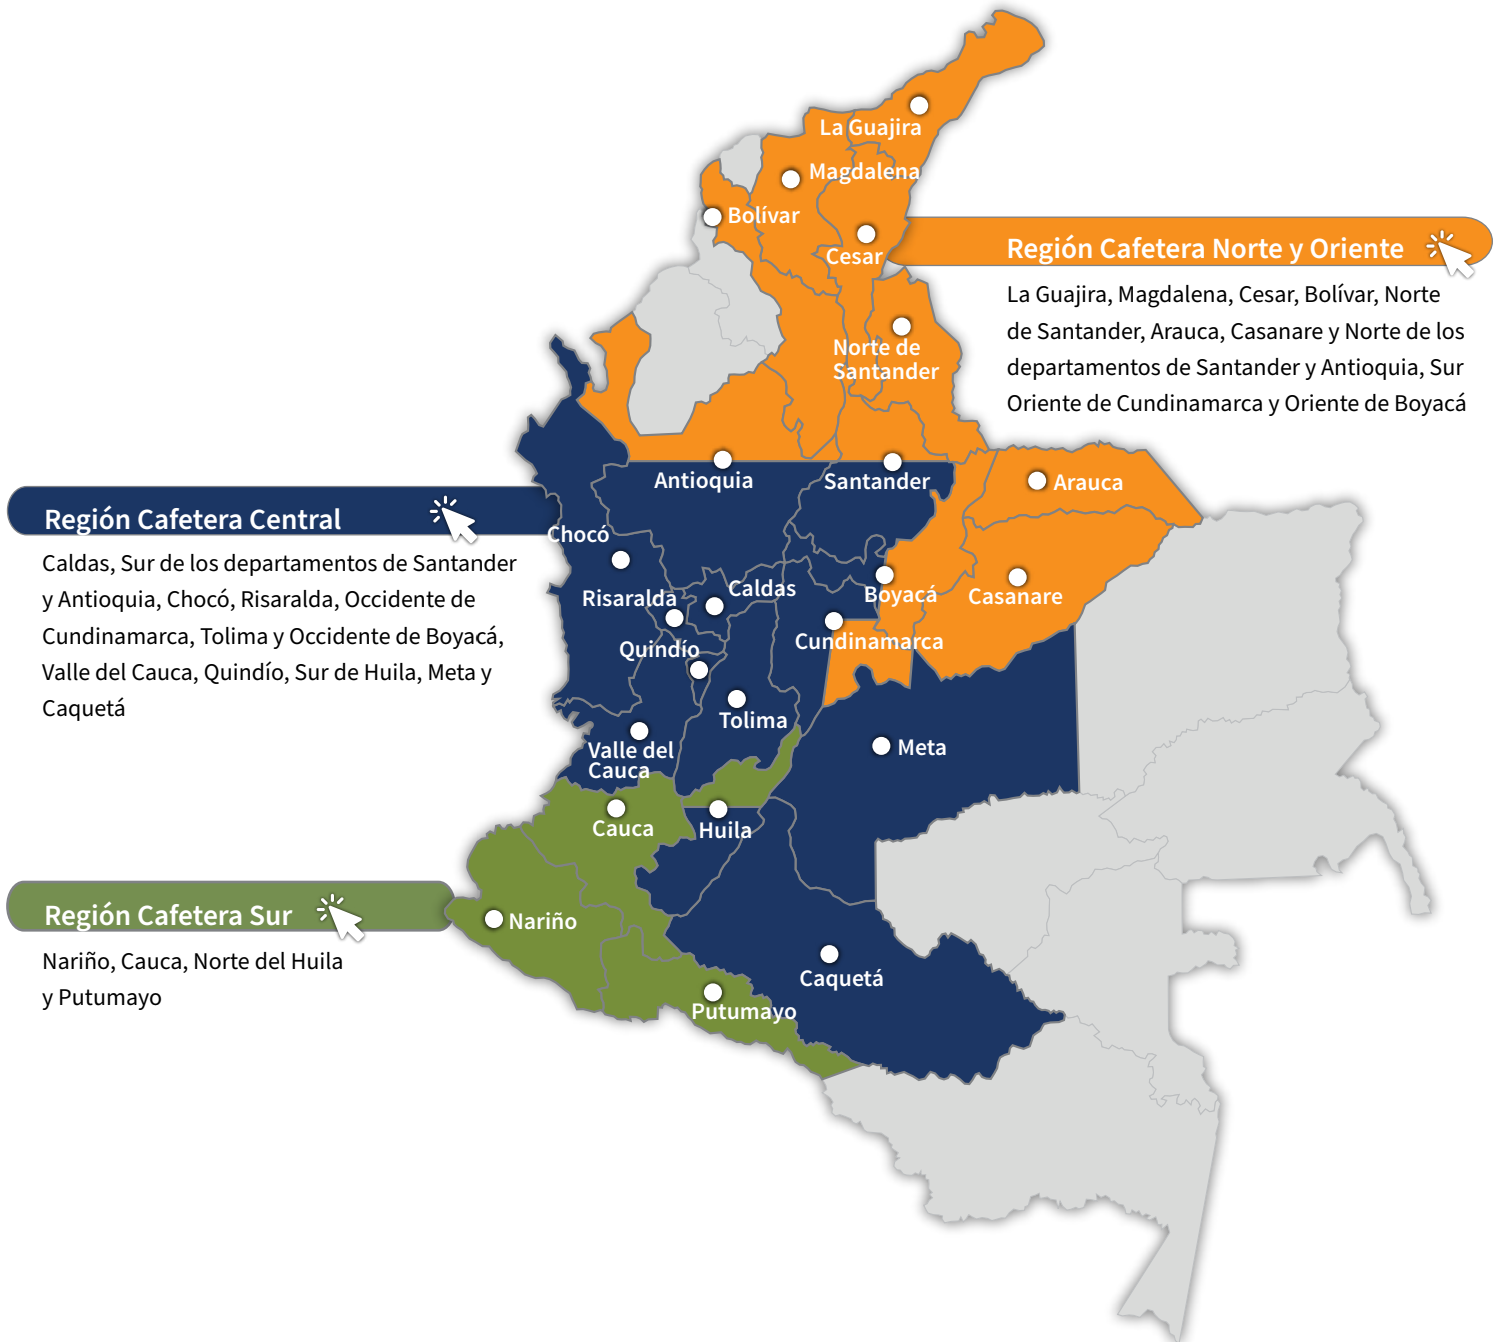 La Guajira
Magdalena
Bolívar
Cesar
Región Cafetera Norte y Oriente
La Guajira, Magdalena, Cesar, Bolívar, Norte
de Santander, Arauca, Casanare y Norte de los
departamentos de Santander y Antioquia, Sur
Oriente de Cundinamarca y Oriente de Boyacá
Norte de
Santander
Antioquia
Santander
Arauca
Región Cafetera Central
Caldas, Sur de los departamentos de Santander
y Antioquia, Chocó, Risaralda, Occidente de
Cundinamarca, Tolima y Occidente de Boyacá,
Valle del Cauca, Quindío, Sur de Huila, Meta y
Caquetá
Chocó
Risaralda
Caldas
Boyacá
Casanare
Quindío
Cundinamarca
Tolima
Valle del
Cauca
Meta
Cauca
Huila
Región Cafetera Sur
Nariño, Cauca, Norte del Huila
y Putumayo
Nariño
Caquetá
Putumayo